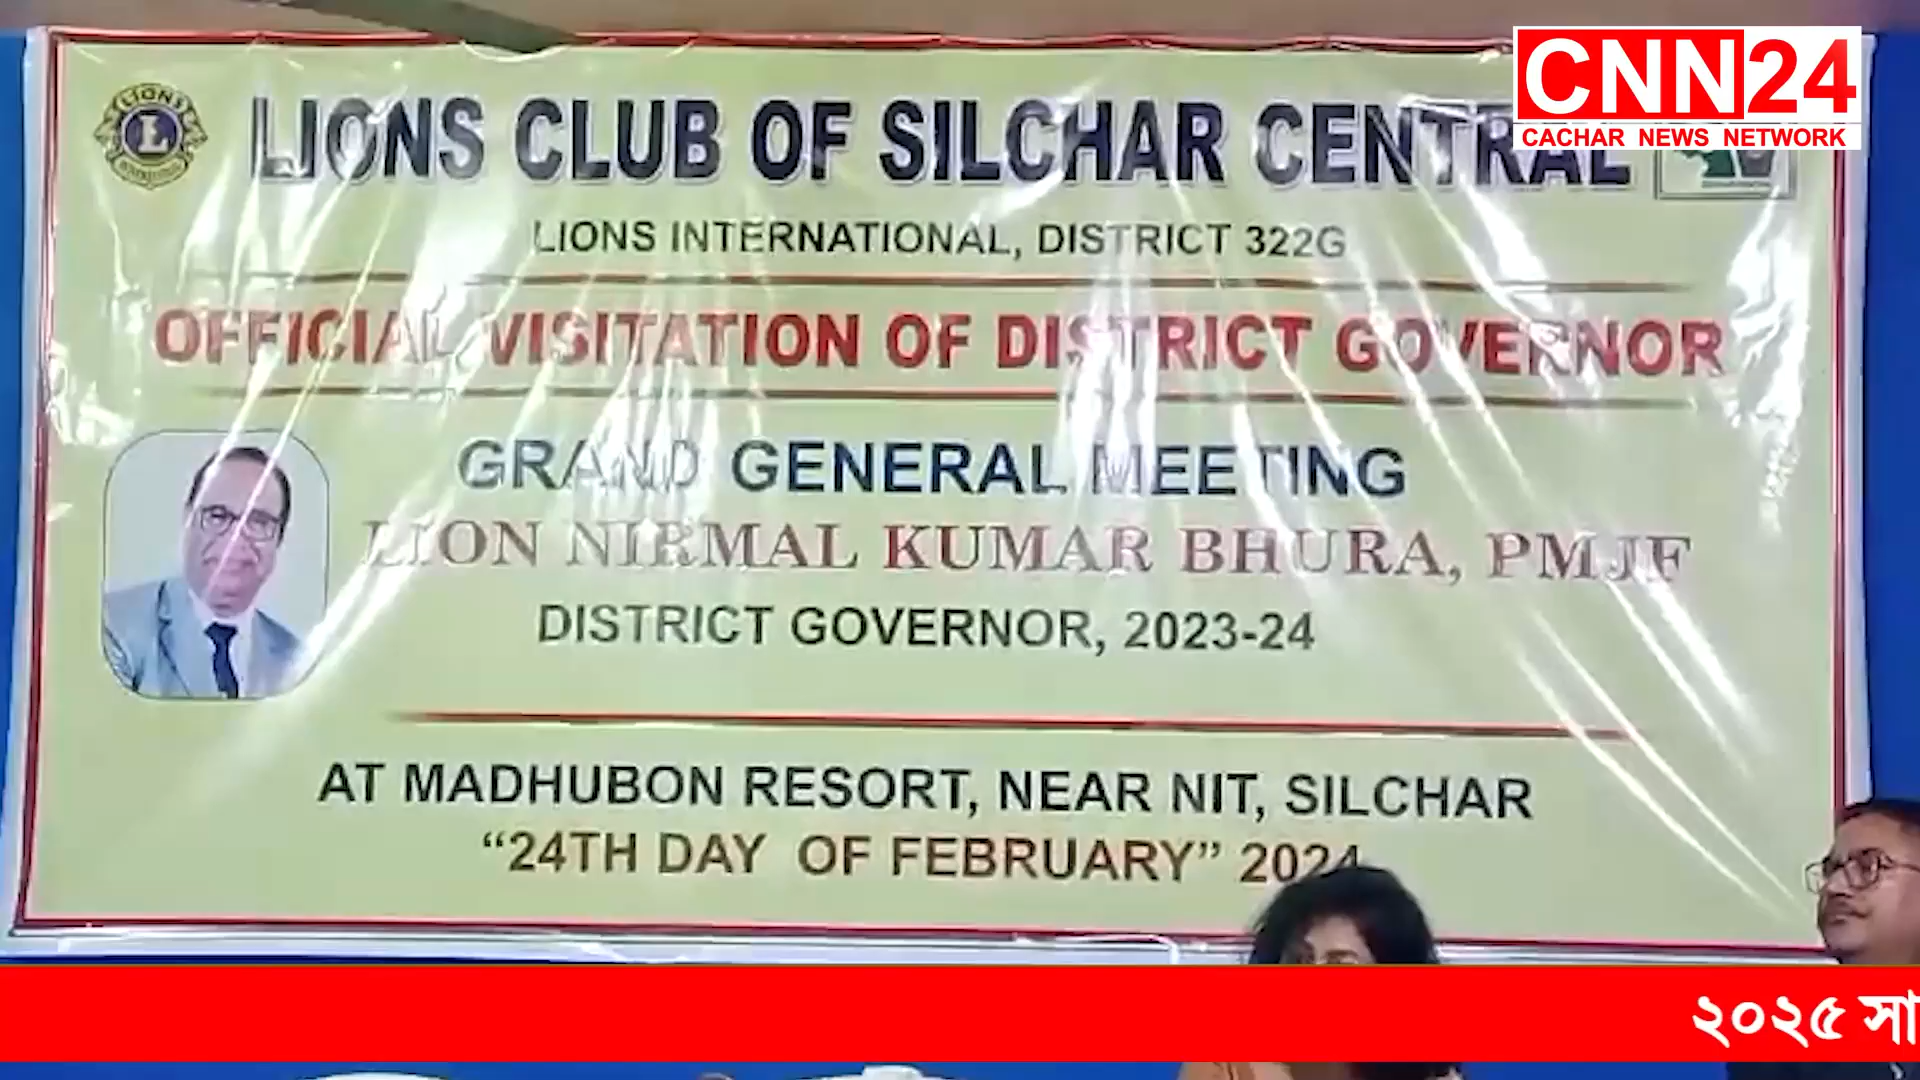 CNN24
CACHAR NEWS NETWORK
LIONS
L
LIONS CLUB OF SILCHAR CENTRAL
LIONS INTERNATIONAL, DISTRICT 322G
OFFICIAL VISITATION OF DISTRICT GOVERNOR
GRAND GENERAL MEETING
LION NIRMAL KUMAR BHURA, PMJF
DISTRICT GOVERNOR, 2023-24
AT MADHUBON RESORT, NEAR NIT, SILCHAR
“24TH DAY OF FEBRUARY” 2024
২০২৫ সা